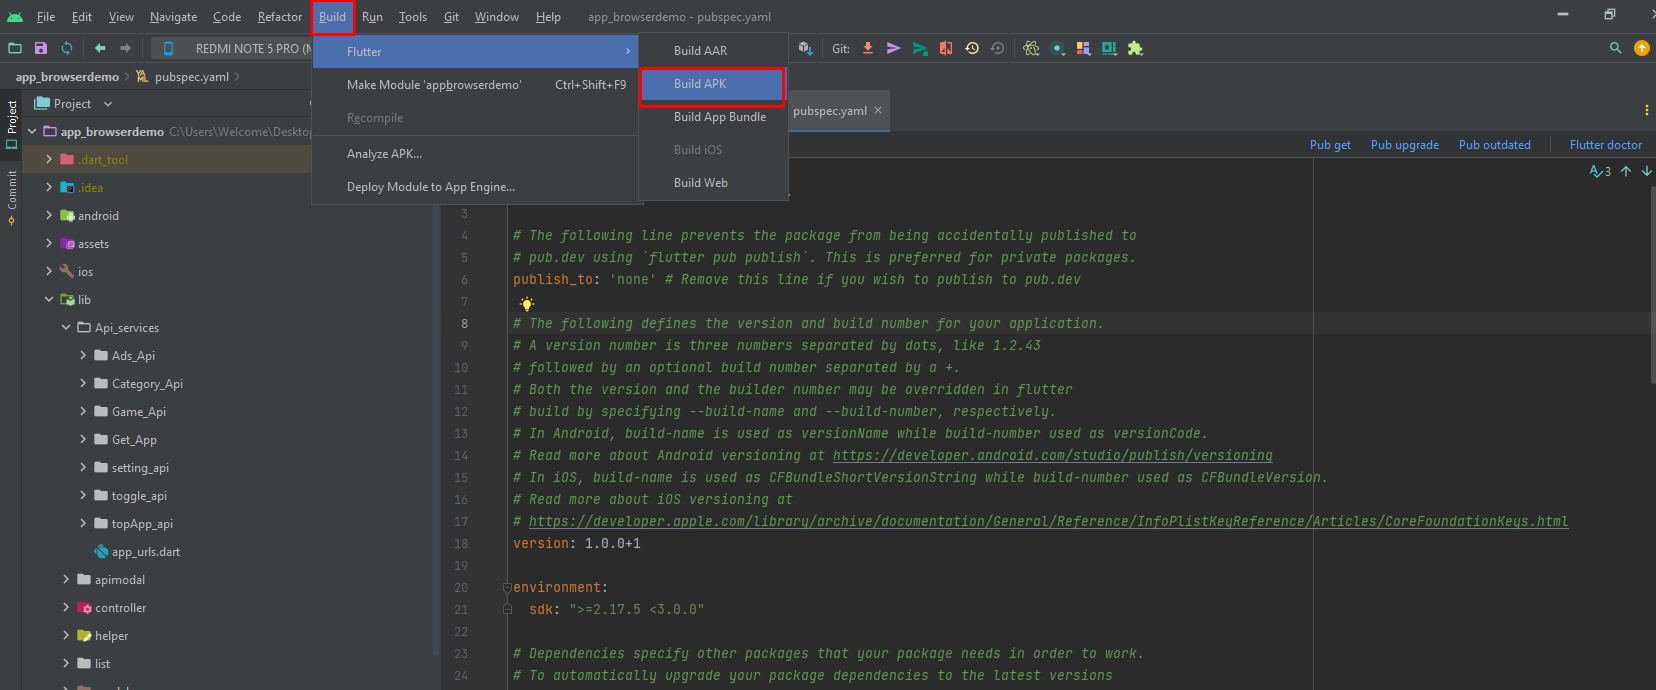 File Edit View Navigate Code Refactor Build Run Tools Git Window Help app_browserdemo - pubspec.yaml
REDMI NOTE 5 PRO (
Git:
app_browserdemo pubspec.yaml
Project
Flutter
Make Module 'appbrowserdemo' Ctrl+Shift+F9
Recompile
Analyze APK...
Deploy Module to App Engine...
Build AAR
Build APK
Build App Bundle
Build iOS
Build Web
pubspec.yaml
Pub get Pub upgrade Pub outdated Flutter doctor
3
Project
Commit
app_browserdemo C:\Users\Welcome\Deskto
.dart_tool
.idea
android
assets
ios
lib
Api_services
Ads_Api
Category_Api
Game_Api
Get_App
setting_api
toggle_api
topApp_api
app_urls.dart
apimodal
controller
helper
list
3
4 # The following line prevents the package from being accidentally published to
5 # pub.dev using `flutter pub publish`. This is preferred for private packages.
6 publish_to: 'none' # Remove this line if you wish to publish to pub.dev
7
8 # The following defines the version and build number for your application.
9 # A version number is three numbers separated by dots, like 1.2.43
10 # followed by an optional build number separated by a +.
11 # Both the version and the builder number may be overridden in flutter
12 # build by specifying --build-name and --build-number, respectively.
13 # In Android, build-name is used as versionName while build-number used as versionCode.
14 # Read more about Android versioning at https://developer.android.com/studio/publish/versioning
15 # In iOS, build-name is used as CFBundleShortVersionString while build-number used as CFBundleVersion.
16 # Read more about iOS versioning at
17 # https://developer.apple.com/library/archive/documentation/General/Reference/InfoPlistKeyReference/Articles/CoreFoundationKeys.html
18 version: 1.0.0+1
19
20 environment:
21 sdk: ">=2.17.5 <3.0.0"
22
23 # Dependencies specify other packages that your package needs in order to work.
24 # To automatically upgrade your package dependencies to the latest versions